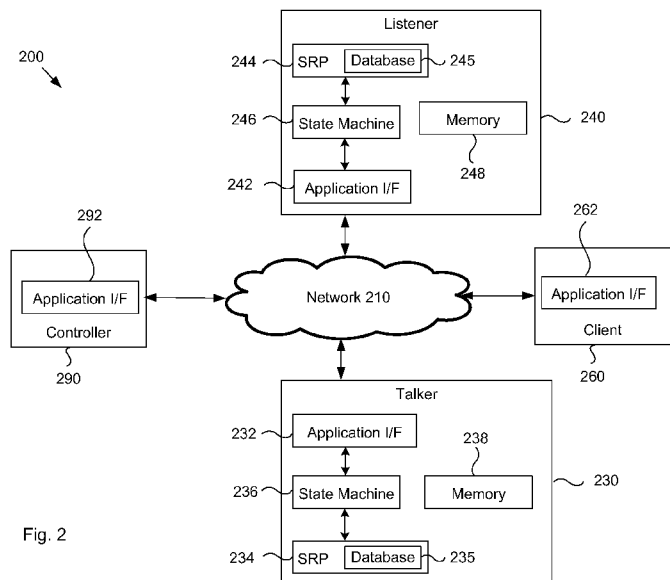 Listener
200
244
SRP
Database
245
246
State Machine
Memory
240
248
242
Application I/F
292
262
Application I/F
Controller
290
Network 210
Application I/F
Client
260
Talker
232
Application I/F
238
236
State Machine
Memory
230
Fig. 2
234
SRP
Database
235